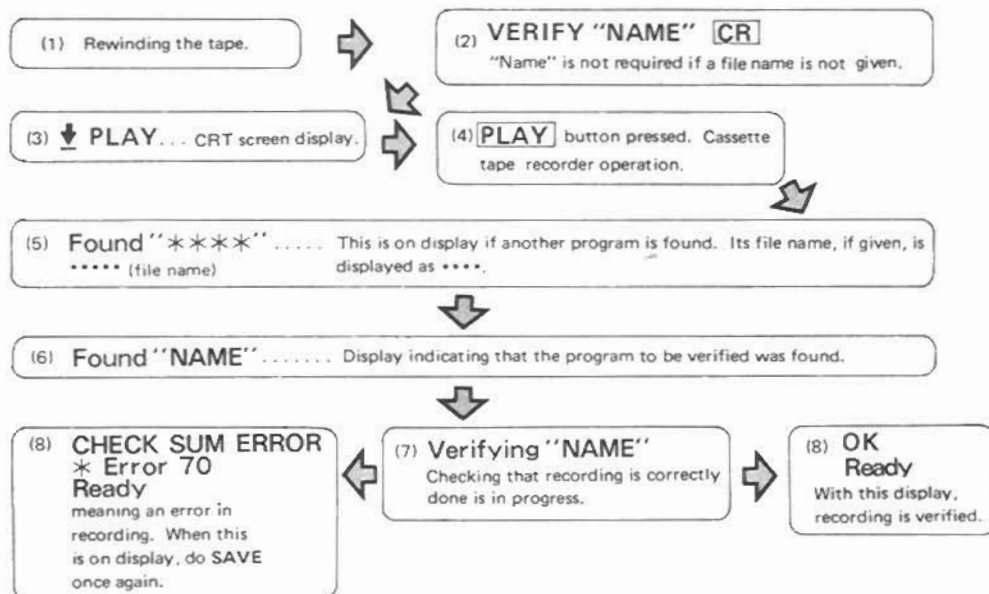 (1) Rewinding the tape.
(2) VERIFY "NAME" CR
"Name" is not required if a file name is not given.
(3) PLAY... CRT screen display.
(4) PLAY button pressed. Cassette
tape recorder operation.
(5) Found "＊＊＊＊" ..... This is on display if another program is found. Its file name, if given, is
••••• (file name) displayed as ••••.
(6) Found "NAME" ....... Display indicating that the program to be verified was found.
(8) CHECK SUM ERROR
＊ Error 70
Ready
meaning an error in
recording. When this
is on display, do SAVE
once again.
(7) Verifying "NAME"
Checking that recording is correctly
done is in progress.
(8) OK
Ready
With this display,
recording is verified.